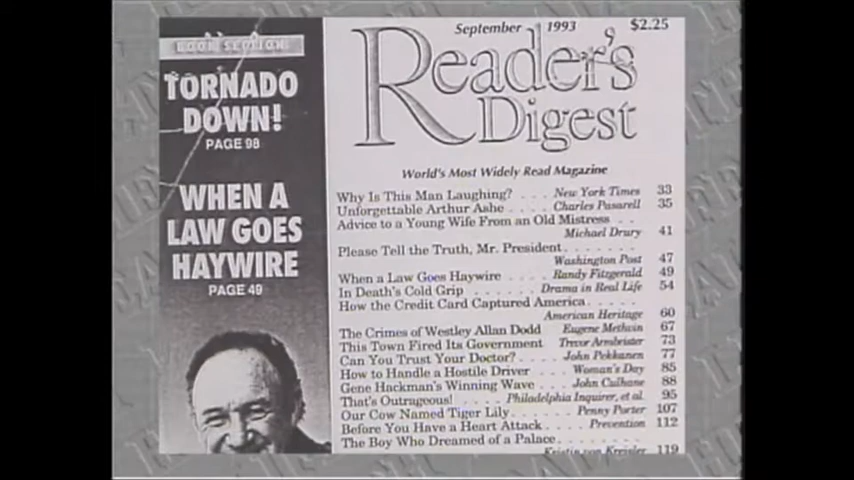 BOOK SECTION
TORNADO
DOWN!
PAGE 98
WHEN A
LAW GOES
HAYWIRE
PAGE 49
September 1993 $2.25
Reader's
Digest
World's Most Widely Read Magazine
Why Is This Man Laughing? . . . New York Times 33
Unforgettable Arthur Ashe . . . . . Charles Pasarell 35
Advice to a Young Wife From an Old Mistress . .
Michael Drury 41
Please Tell the Truth, Mr. President . . . . . . .
Washington Post 47
When a Law Goes Haywire . . . . . Randy Fitzgerald 49
In Death's Cold Grip . . . . . . Drama in Real Life 54
How the Credit Card Captured America . . . . .
American Heritage 60
The Crimes of Westley Allan Dodd Eugene Methvin 67
This Town Fired Its Government Trevor Armbrister 73
Can You Trust Your Doctor? . . . . John Pekkanen 77
How to Handle a Hostile Driver . . . Woman's Day 85
Gene Hackman's Winning Wave . . . John Culhane 88
That's Outrageous! . . . . Philadelphia Inquirer, et al. 95
Our Cow Named Tiger Lily . . . . . . Penny Porter 107
Before You Have a Heart Attack . . . . Prevention 112
The Boy Who Dreamed of a Palace . . . . . . . .
Kristin von Kreisler 119